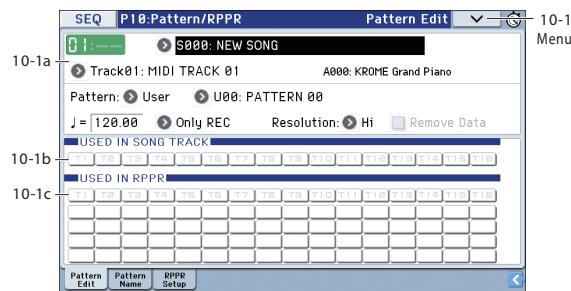 SEQ P10:Pattern/RPPR Pattern Edit
10-1
Menu
01:---
S000: NEW SONG
10-1a
Track01: MIDI TRACK 01 A000: KROME Grand Piano
Pattern: User U00: PATTERN 00
♩= 120.00 Only REC Resolution: Hi Remove Data
USED IN SONG TRACK
10-1b T1 T2 T3 T4 T5 T6 T7 T8 T9 T10 T11 T12 T13 T14 T15 T16
USED IN RPPR
10-1c T1 T2 T3 T4 T5 T6 T7 T8 T9 T10 T11 T12 T13 T14 T15 T16
Pattern Pattern RPPR
Edit Name Setup